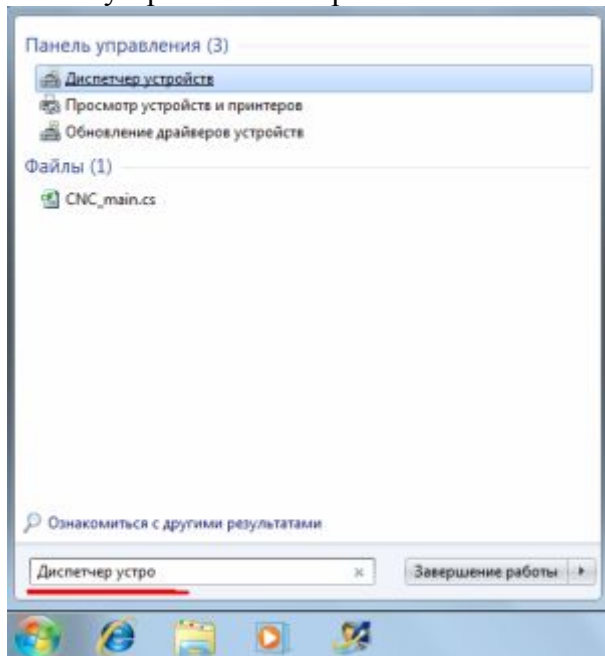 Панель управления (3)
Диспетчер устройств
Просмотр устройств и принтеров
Обновление драйверов устройств
Файлы (1)
CNC_main.cs
Ознакомиться с другими результатами
Диспетчер устро
Завершение работы